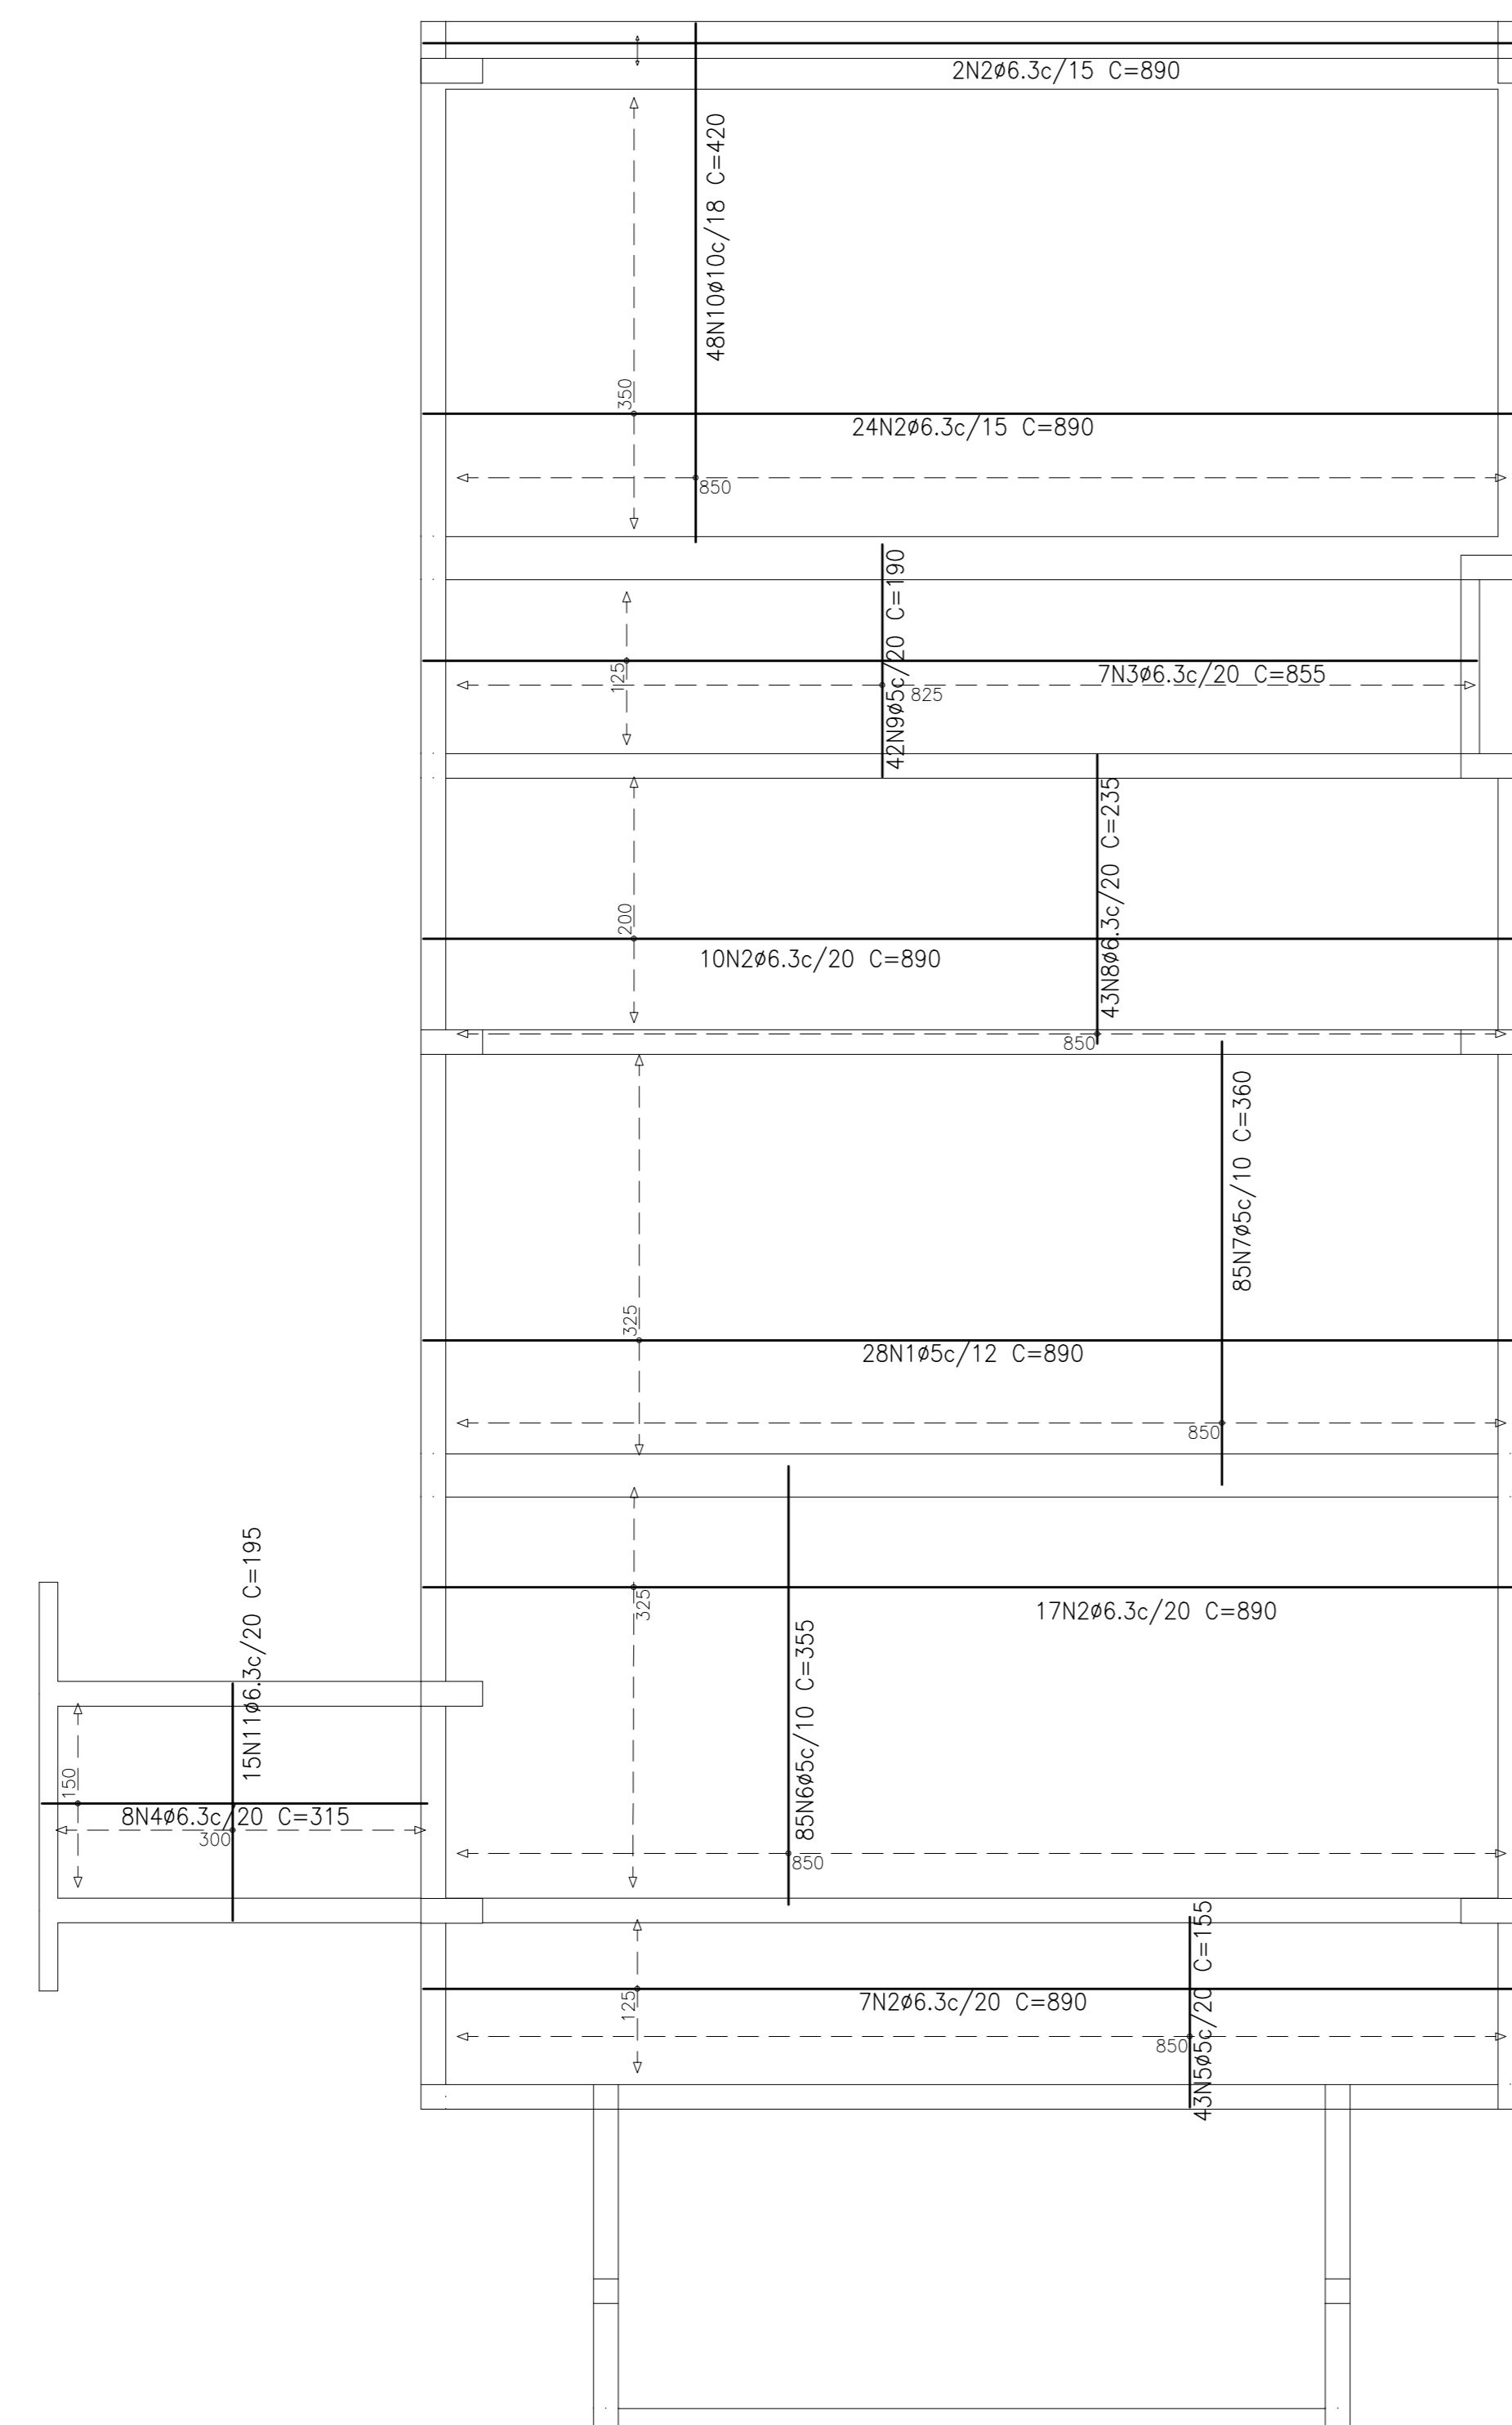 2N2ø6.3c/15 C=890
48N10ø10c/18 C=420
350
24N2ø6.3c/15 C=890
850
42N9ø5c/20 C=190
125
7N3ø6.3c/20 C=855
825
43N8ø6.3c/20 C=235
200
10N2ø6.3c/20 C=890
850
85N7ø5c/10 C=360
325
28N1ø5c/12 C=890
850
15N11ø6.3c/20 C=195
325
17N2ø6.3c/20 C=890
85N6ø5c/10 C=355
150
8N4ø6.3c/20 C=315
300
850
43N5ø5c/20 C=155
125
7N2ø6.3c/20 C=890
850